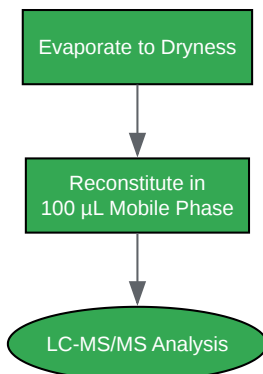 Evaporate to Dryness
Reconstitute in
100 µL Mobile Phase
LC-MS/MS Analysis